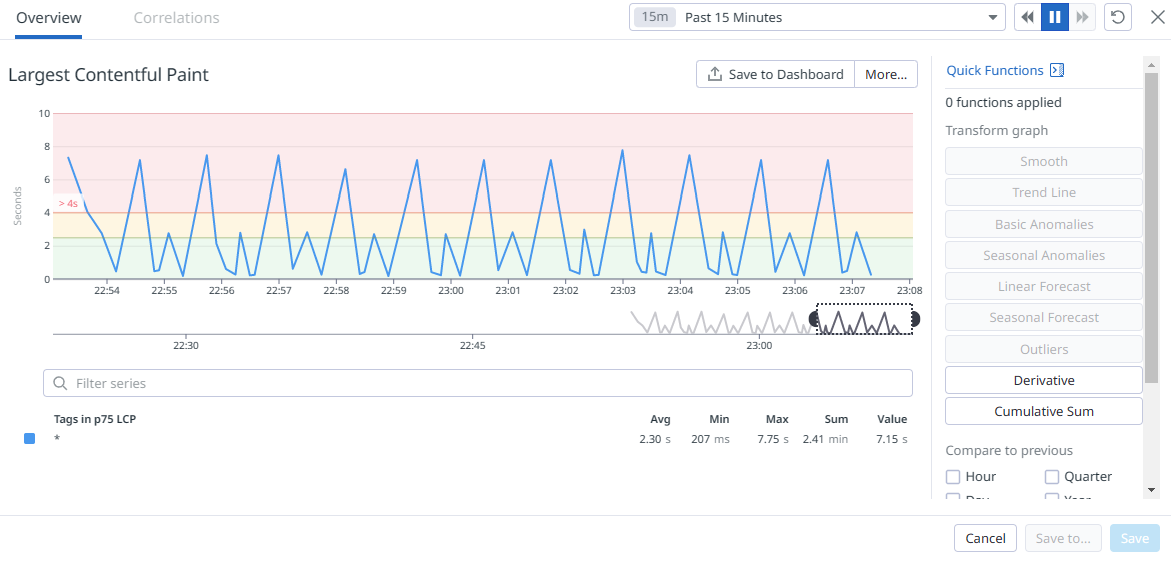 Overview
Correlations
15m Past 15 Minutes
Largest Contentful Paint
Save to Dashboard
More...
Seconds
10
8
6
> 4s
4
2
0
22:54 22:55 22:56 22:57 22:58 22:59 23:00 23:01 23:02 23:03 23:04 23:05 23:06 23:07 23:08
22:30 22:45 23:00
Filter series
Tags in p75 LCP Avg Min Max Sum Value
* 2.30 s 207 ms 7.75 s 2.41 min 7.15 s
Quick Functions
0 functions applied
Transform graph
Smooth
Trend Line
Basic Anomalies
Seasonal Anomalies
Linear Forecast
Seasonal Forecast
Outliers
Derivative
Cumulative Sum
Compare to previous
Hour Quarter
Day Year
Cancel Save to... Save